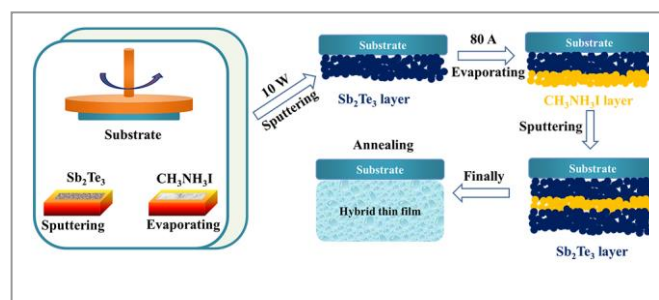 Substrate
Sb₂Te₃
CH₃NH₃I
Sputtering
Evaporating
10 W
Sputtering
Substrate
Sb₂Te₃ layer
80 A
Evaporating
Substrate
CH₃NH₃I layer
Sputtering
Substrate
Sb₂Te₃ layer
Finally
Annealing
Substrate
Hybrid thin film